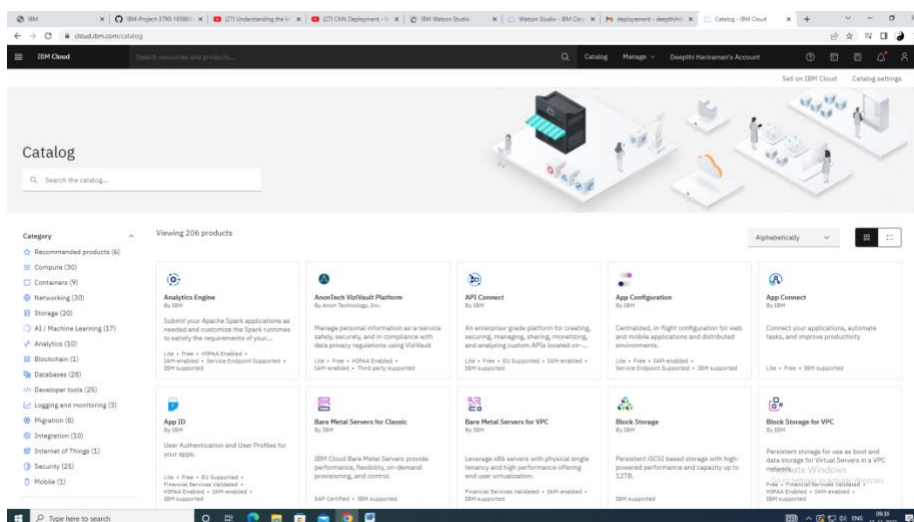 IBM
IBM-Project-3790-16586
(27) Understanding the
(27) CNN Deployment -
IBM Watson Studio
Watson Studio - IBM Clou
Catalog - IBM Cloud
cloud.ibm.com/catalog
IBM Cloud
Search resources and products...
Catalog
Manage
Deepthi Hariraman's Account
Sell on IBM Cloud
Catalog settings
Catalog
Search the catalog...
Category
Viewing 206 products
Alphabetically
Recommended products (6)
Compute (30)
Containers (9)
Networking (30)
Storage (20)
AI / Machine Learning (17)
Analytics (10)
Blockchain (1)
Databases (28)
Developer tools (25)
Logging and monitoring (3)
Migration (8)
Integration (10)
Internet of Things (1)
Security (25)
Mobile (1)
Analytics Engine
By IBM
Submit your Apache Spark applications as
needed and customize the Spark runtimes
to satisfy the requirements of your...
Lite • Free • HIPAA Enabled •
IAM-enabled • Service Endpoint Supported •
IBM supported
AnonTech ViziVault Platform
By Anon Technology, Inc.
Manage personal information as-a-service
safely, securely, and in compliance with
data privacy regulations using ViziVault
Lite • Free • HIPAA Enabled •
IAM-enabled • Third party supported
API Connect
By IBM
An enterprise-grade platform for creating,
securing, managing, sharing, monetizing,
and analyzing custom APIs located on-...
Lite • Free • EU Supported • IAM-enabled •
IBM supported
App Configuration
By IBM
Centralized, in-flight configuration for web
and mobile applications and distributed
environments.
Lite • Free • IAM-enabled •
Service Endpoint Supported • IBM supported
App Connect
By IBM
Connect your applications, automate
tasks, and improve productivity
Lite • Free • IBM supported
App ID
By IBM
User Authentication and User Profiles for
your apps.
Lite • Free • EU Supported •
Financial Services Validated •
HIPAA Enabled • IAM-enabled •
IBM supported
Bare Metal Servers for Classic
By IBM
IBM Cloud Bare Metal Servers provide
performance, flexibility, on-demand
provisioning, and control.
SAP Certified • IBM supported
Bare Metal Servers for VPC
By IBM
Leverage x86 servers with physical single
tenancy and high performance offering
end user virtualization.
Financial Services Validated • IAM-enabled •
IBM supported
Block Storage
By IBM
Persistent iSCSI based storage with high-
powered performance and capacity up to
12TB.
IBM supported
Block Storage for VPC
By IBM
Persistent storage for use as boot and
data storage for Virtual Servers in a VPC
network.
Free • Financial Services Validated •
HIPAA Enabled • IAM-enabled •
IBM supported
Activate Windows
Go to Settings to activate Windows.
Type here to search
ENG
09:39